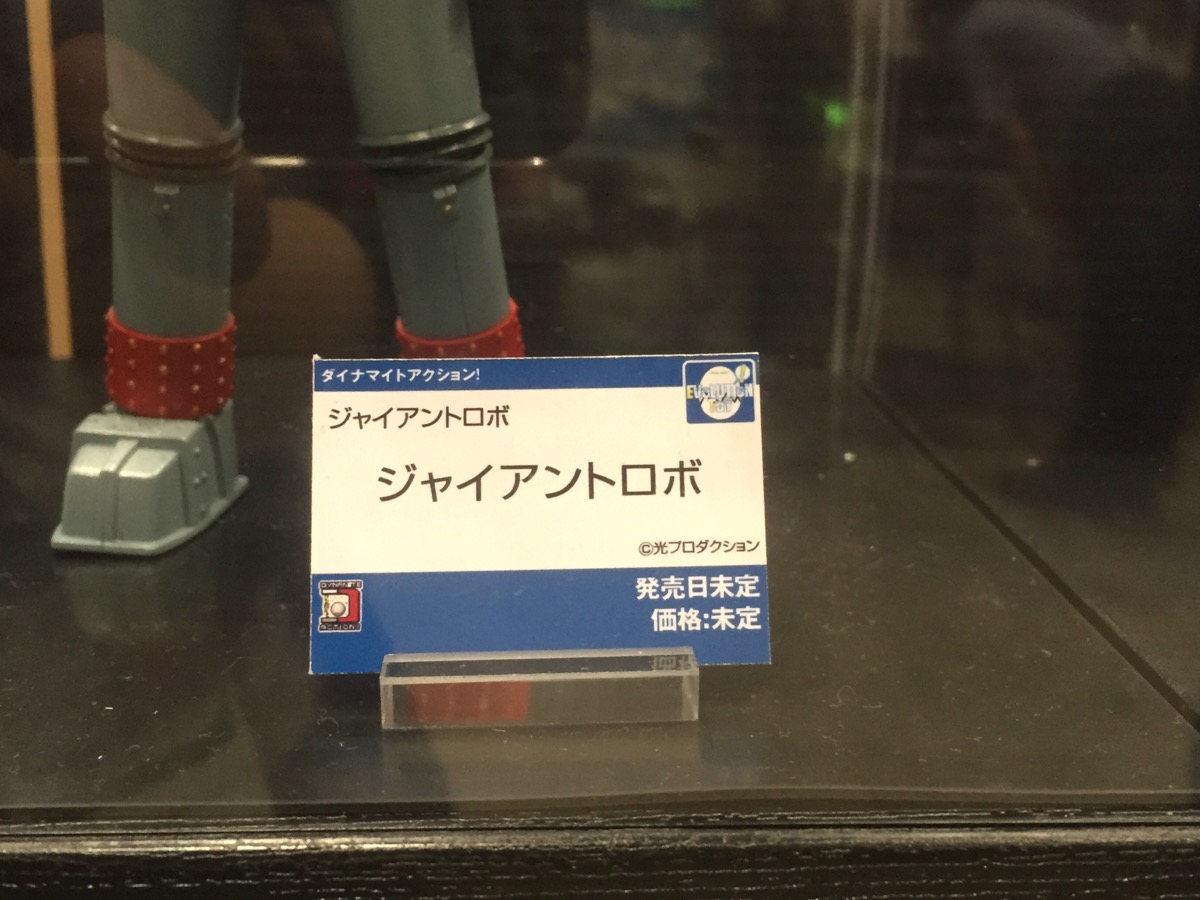 ダイナマイトアクション!
EVOLUTION
TOY
ジャイアントロボ
ジャイアントロボ
©光プロダクション
DYNAMITE
ACTION!
発売日未定
価格:未定